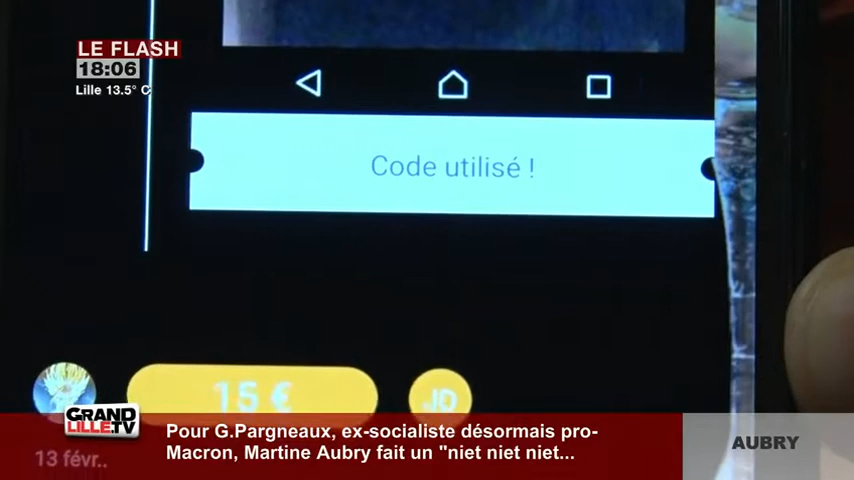 LE FLASH
18:06
Lille 13.5° C
Code utilisé !
15 €
JD
GRAND
LILLE.TV
13 févr..
Pour G.Pargneaux, ex-socialiste désormais pro-
Macron, Martine Aubry fait un "niet niet niet...
AUBRY